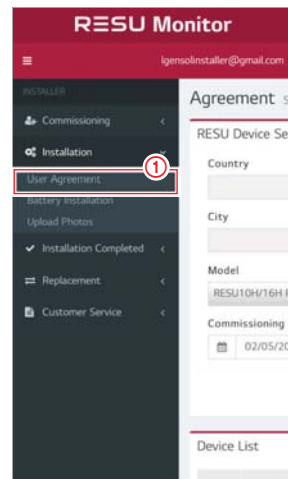 RESU Monitor
lgensolinstaller@gmail.com
INSTALLER
Agreement
Commissioning
RESU Device Se
Installation
①
Country
User Agreement
Battery Installation
Upload Photos
City
Installation Completed
Model
Replacement
RESU10H/16H
Customer Service
Commissioning
02/05/20
Device List